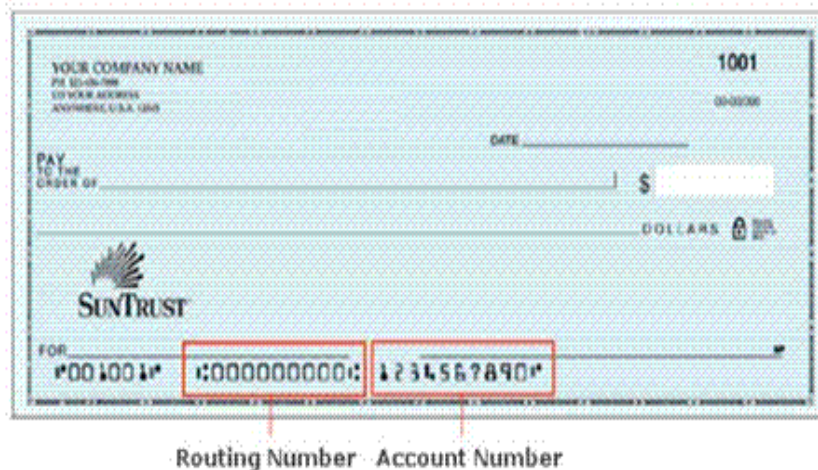 YOUR COMPANY NAME
1001
DATE
PAY
TO THE
ORDER OF
$
DOLLARS
SUNTRUST
FOR
⑈001001⑈ ⑆000000000⑆ 1234567890⑈
Routing Number Account Number